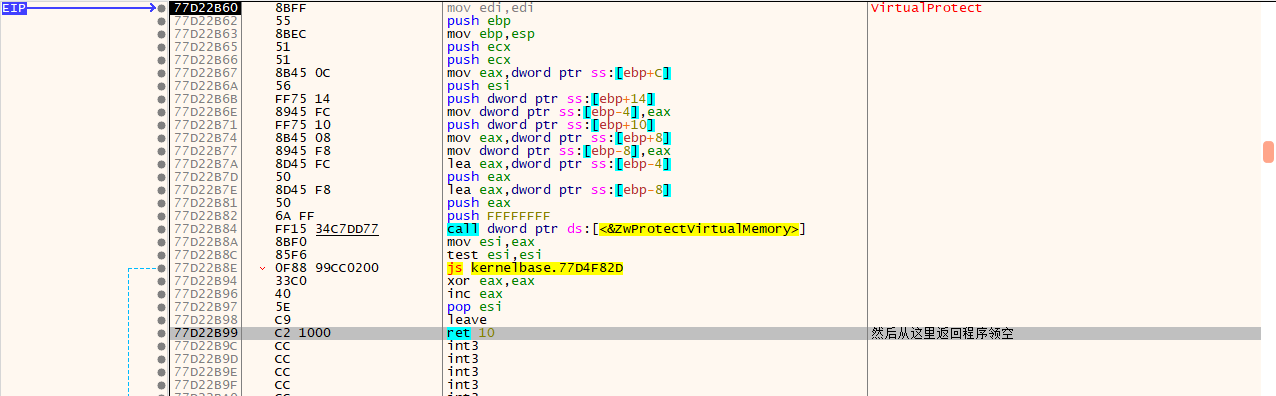 EIP 77D22B60 8BFF mov edi,edi VirtualProtect
77D22B62 55 push ebp
77D22B63 8BEC mov ebp,esp
77D22B65 51 push ecx
77D22B66 51 push ecx
77D22B67 8B45 0C mov eax,dword ptr ss:[ebp+C]
77D22B6A 56 push esi
77D22B6B FF75 14 push dword ptr ss:[ebp+14]
77D22B6E 8945 FC mov dword ptr ss:[ebp-4],eax
77D22B71 FF75 10 push dword ptr ss:[ebp+10]
77D22B74 8B45 08 mov eax,dword ptr ss:[ebp+8]
77D22B77 8945 F8 mov dword ptr ss:[ebp-8],eax
77D22B7A 8D45 FC lea eax,dword ptr ss:[ebp-4]
77D22B7D 50 push eax
77D22B7E 8D45 F8 lea eax,dword ptr ss:[ebp-8]
77D22B81 50 push eax
77D22B82 6A FF push FFFFFFFF
77D22B84 FF15 34C7DD77 call dword ptr ds:[<&ZwProtectVirtualMemory>]
77D22B8A 8BF0 mov esi,eax
77D22B8C 85F6 test esi,esi
77D22B8E 0F88 99CC0200 js kernelbase.77D4F82D
77D22B94 33C0 xor eax,eax
77D22B96 40 inc eax
77D22B97 5E pop esi
77D22B98 C9 leave
77D22B99 C2 1000 ret 10 然后从这里返回程序领空
77D22B9C CC int3
77D22B9D CC int3
77D22B9E CC int3
77D22B9F CC int3